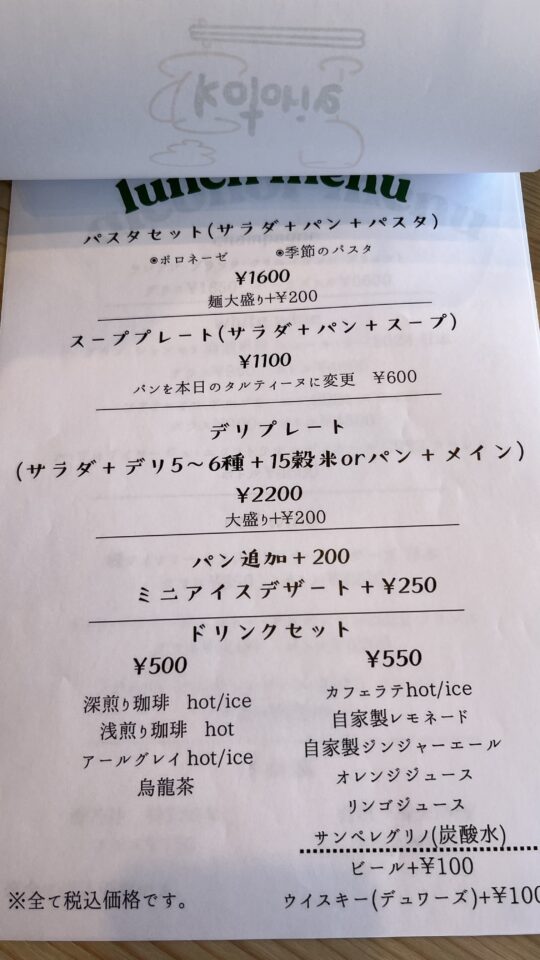 lunch menu
パスタセット(サラダ+パン+パスタ)
◉ボロネーゼ ◉季節のパスタ
¥1600
麺大盛り+¥200
スーププレート(サラダ+パン+スープ)
¥1100
パンを本日のタルティーヌに変更 ¥600
デリプレート
(サラダ+デリ5〜6種+15穀米orパン+メイン)
¥2200
大盛り+¥200
パン追加+200
ミニアイスデザート+¥250
ドリンクセット
¥500
深煎り珈琲 hot/ice
浅煎り珈琲 hot
アールグレイ hot/ice
烏龍茶
¥550
カフェラテhot/ice
自家製レモネード
自家製ジンジャーエール
オレンジジュース
リンゴジュース
サンペレグリノ(炭酸水)
ビール+¥100
ウイスキー(デュワーズ)+¥100
※全て税込価格です。